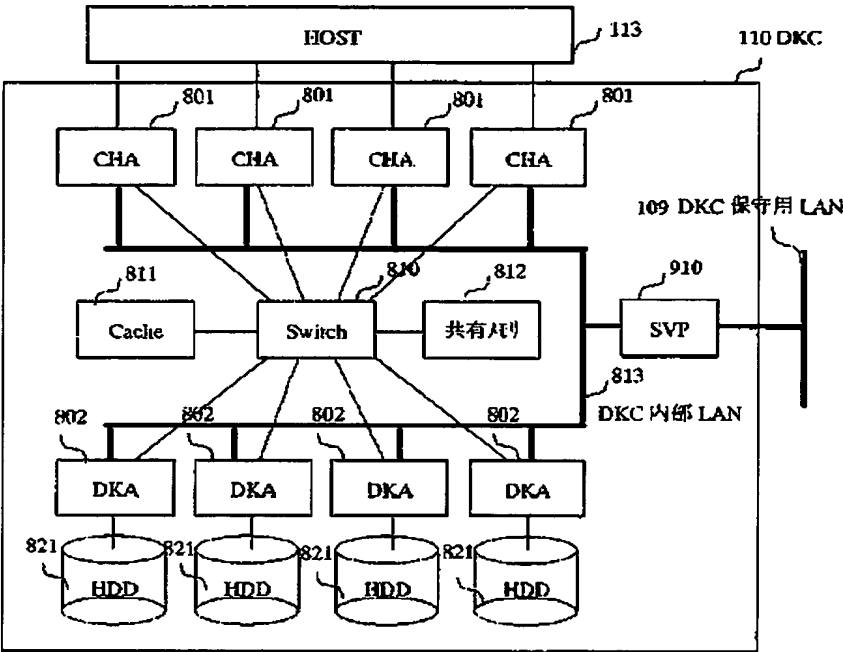 HOST
113
110 DKC
801
801
801
801
CHA
CHA
CHA
CHA
109 DKC 保守用 LAN
811
810
812
910
Cache
Switch
共有メモリ
SVP
813
DKC 内部 LAN
802
802
802
802
DKA
DKA
DKA
DKA
821
821
821
821
HDD
HDD
HDD
HDD